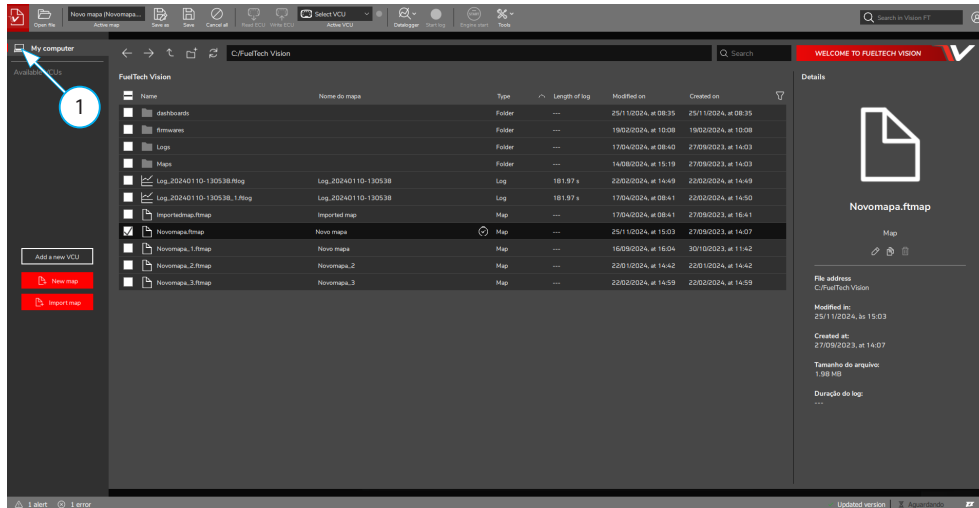 Open file
Novo mapa (Novomapa...
Active map
Save as
Save
Cancel all
Read ECU
Write ECU
Select VCU
Active VCU
Datalogger
Start log
Engine start
Tools
Search in Vision FT
My computer
Available VCUs
1
Add a new VCU
New map
Import map
C:/FuelTech Vision
Search
FuelTech Vision
Name Nome do mapa Type Length of log Modified on Created on
dashboards Folder --- 25/11/2024, at 08:35 25/11/2024, at 08:35
firmwares Folder --- 19/02/2024, at 10:08 19/02/2024, at 10:08
Logs Folder --- 17/04/2024, at 08:40 27/09/2023, at 14:03
Maps Folder --- 14/08/2024, at 15:19 27/09/2023, at 14:03
Log_20240110-130538.ftlog Log_20240110-130538 Log 181.97 s 22/02/2024, at 14:49 22/02/2024, at 14:49
Log_20240110-130538_1.ftlog Log_20240110-130538 Log 181.97 s 17/04/2024, at 08:41 22/02/2024, at 14:50
Importedmap.ftmap Imported map Map --- 17/04/2024, at 08:41 27/09/2023, at 16:41
Novomapa.ftmap Novo mapa Map --- 25/11/2024, at 15:03 27/09/2023, at 14:07
Novomapa_1.ftmap Novo mapa Map --- 16/09/2024, at 16:04 30/10/2023, at 11:42
Novomapa_2.ftmap Novomapa_2 Map --- 22/01/2024, at 14:42 22/01/2024, at 14:42
Novomapa_3.ftmap Novomapa_3 Map --- 22/02/2024, at 14:59 22/02/2024, at 14:59
WELCOME TO FUELTECH VISION
Details
Novomapa.ftmap
Map
File address
C:/FuelTech Vision
Modified in:
25/11/2024, às 15:03
Created at:
27/09/2023, at 14:07
Tamanho do arquivo:
1.98 MB
Duração do log:
---
1 alert
1 error
Updated version
Aguardando